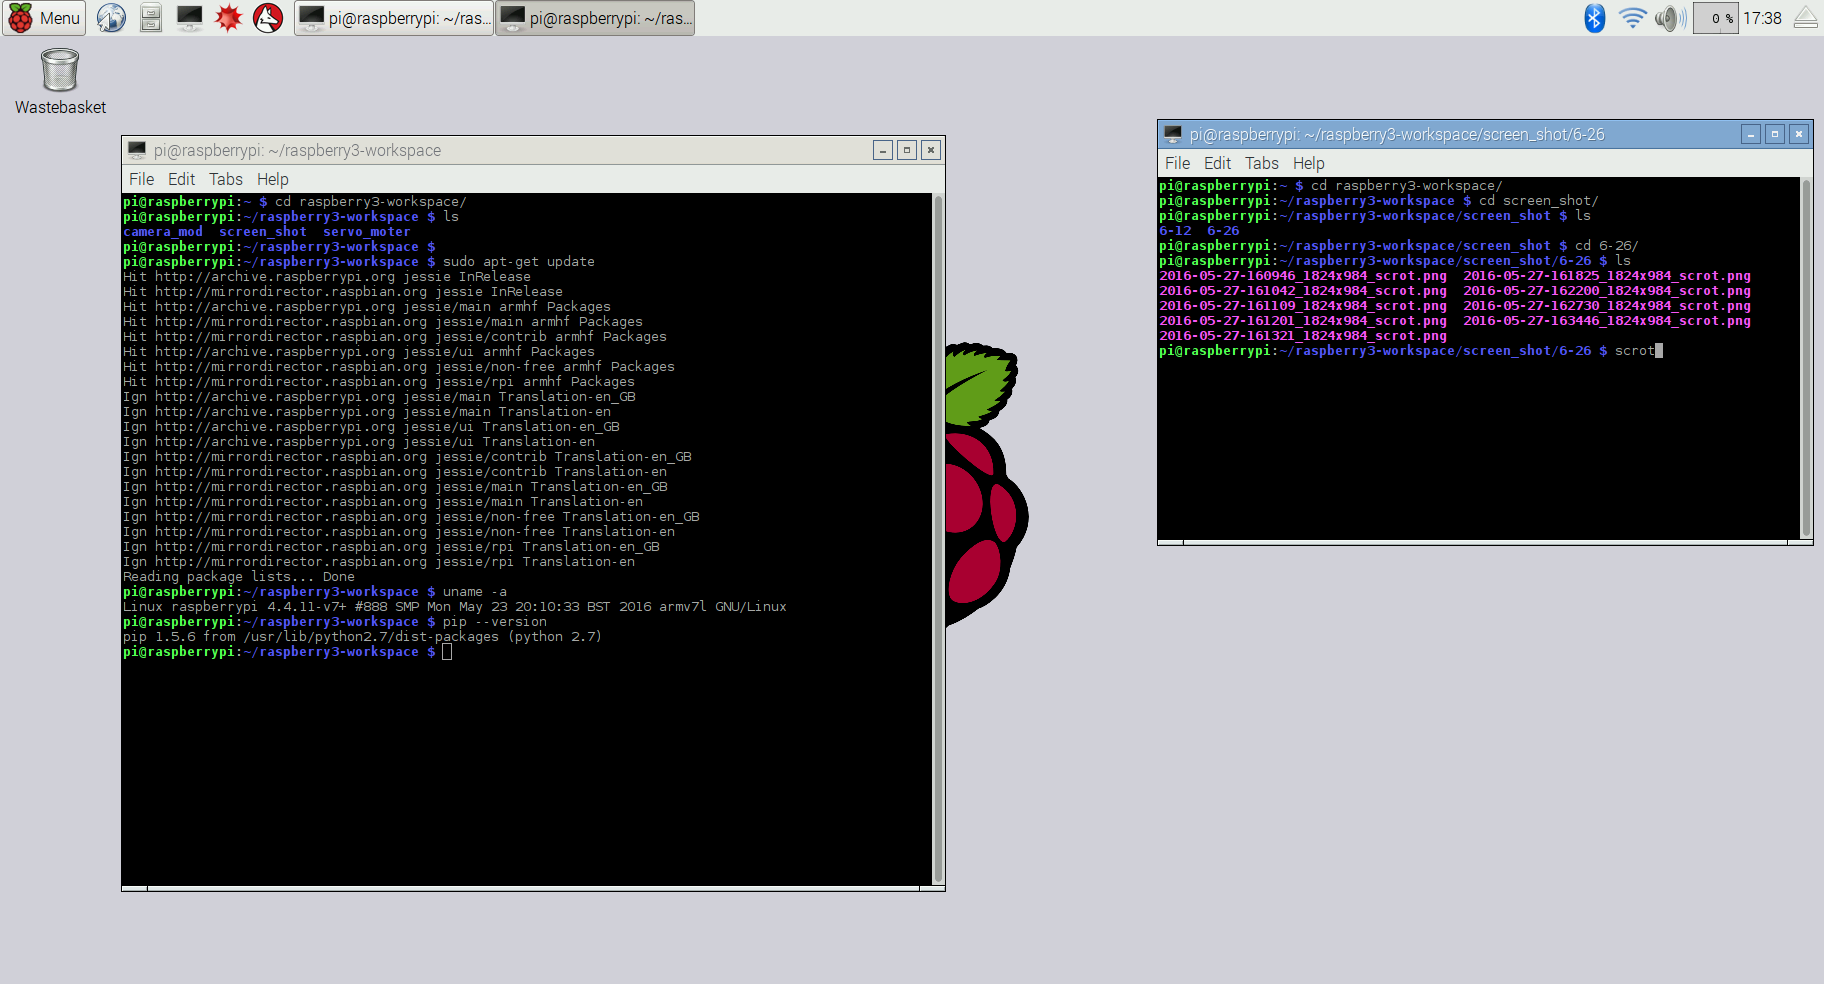 Menu
pi@raspberrypi: ~/ras...
pi@raspberrypi: ~/ras...
0 %
17:38
Wastebasket
pi@raspberrypi: ~/raspberry3-workspace
File Edit Tabs Help
pi@raspberrypi:~ $ cd raspberry3-workspace/
pi@raspberrypi:~/raspberry3-workspace $ ls
camera_mod  screen_shot  servo_moter
pi@raspberrypi:~/raspberry3-workspace $
pi@raspberrypi:~/raspberry3-workspace $ sudo apt-get update
Hit http://archive.raspberrypi.org jessie InRelease
Hit http://mirrordirector.raspbian.org jessie InRelease
Hit http://archive.raspberrypi.org jessie/main armhf Packages
Hit http://mirrordirector.raspbian.org jessie/main armhf Packages
Hit http://mirrordirector.raspbian.org jessie/contrib armhf Packages
Hit http://archive.raspberrypi.org jessie/ui armhf Packages
Hit http://mirrordirector.raspbian.org jessie/non-free armhf Packages
Hit http://mirrordirector.raspbian.org jessie/rpi armhf Packages
Ign http://archive.raspberrypi.org jessie/main Translation-en_GB
Ign http://archive.raspberrypi.org jessie/main Translation-en
Ign http://archive.raspberrypi.org jessie/ui Translation-en_GB
Ign http://archive.raspberrypi.org jessie/ui Translation-en
Ign http://mirrordirector.raspbian.org jessie/contrib Translation-en_GB
Ign http://mirrordirector.raspbian.org jessie/contrib Translation-en
Ign http://mirrordirector.raspbian.org jessie/main Translation-en_GB
Ign http://mirrordirector.raspbian.org jessie/main Translation-en
Ign http://mirrordirector.raspbian.org jessie/non-free Translation-en_GB
Ign http://mirrordirector.raspbian.org jessie/non-free Translation-en
Ign http://mirrordirector.raspbian.org jessie/rpi Translation-en_GB
Ign http://mirrordirector.raspbian.org jessie/rpi Translation-en
Reading package lists... Done
pi@raspberrypi:~/raspberry3-workspace $ uname -a
Linux raspberrypi 4.4.11-v7+ #888 SMP Mon May 23 20:10:33 BST 2016 armv7l GNU/Linux
pi@raspberrypi:~/raspberry3-workspace $ pip --version
pip 1.5.6 from /usr/lib/python2.7/dist-packages (python 2.7)
pi@raspberrypi:~/raspberry3-workspace $
pi@raspberrypi: ~/raspberry3-workspace/screen_shot/6-26
File Edit Tabs Help
pi@raspberrypi:~ $ cd raspberry3-workspace/
pi@raspberrypi:~/raspberry3-workspace $ cd screen_shot/
pi@raspberrypi:~/raspberry3-workspace/screen_shot $ ls
6-12  6-26
pi@raspberrypi:~/raspberry3-workspace/screen_shot $ cd 6-26/
pi@raspberrypi:~/raspberry3-workspace/screen_shot/6-26 $ ls
2016-05-27-160946_1824x984_scrot.png  2016-05-27-161825_1824x984_scrot.png
2016-05-27-161042_1824x984_scrot.png  2016-05-27-162200_1824x984_scrot.png
2016-05-27-161109_1824x984_scrot.png  2016-05-27-162730_1824x984_scrot.png
2016-05-27-161201_1824x984_scrot.png  2016-05-27-163446_1824x984_scrot.png
2016-05-27-161321_1824x984_scrot.png
pi@raspberrypi:~/raspberry3-workspace/screen_shot/6-26 $ scrot